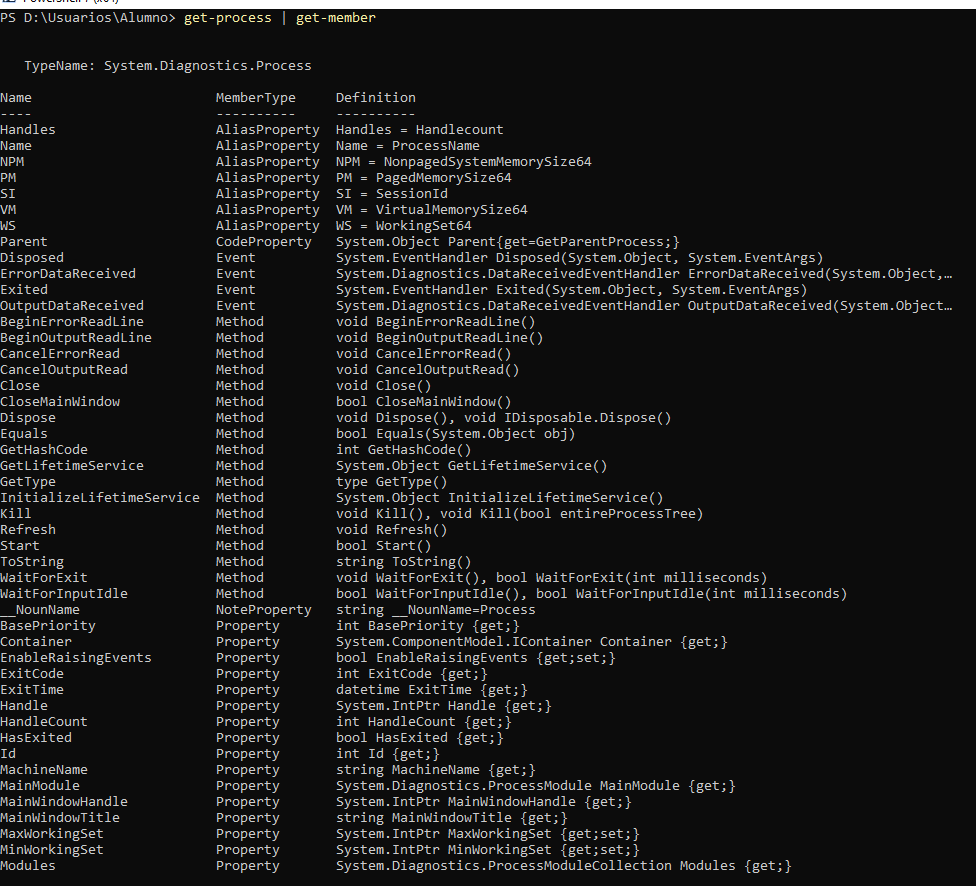 PS D:\Usuarios\Alumno> get-process | get-member
TypeName: System.Diagnostics.Process
Name MemberType Definition
---- ---------- ----------
Handles AliasProperty Handles = Handlecount
Name AliasProperty Name = ProcessName
NPM AliasProperty NPM = NonpagedSystemMemorySize64
PM AliasProperty PM = PagedMemorySize64
SI AliasProperty SI = SessionId
VM AliasProperty VM = VirtualMemorySize64
WS AliasProperty WS = WorkingSet64
Parent CodeProperty System.Object Parent{get=GetParentProcess;}
Disposed Event System.EventHandler Disposed(System.Object, System.EventArgs)
ErrorDataReceived Event System.Diagnostics.DataReceivedEventHandler ErrorDataReceived(System.Object,…
Exited Event System.EventHandler Exited(System.Object, System.EventArgs)
OutputDataReceived Event System.Diagnostics.DataReceivedEventHandler OutputDataReceived(System.Object…
BeginErrorReadLine Method void BeginErrorReadLine()
BeginOutputReadLine Method void BeginOutputReadLine()
CancelErrorRead Method void CancelErrorRead()
CancelOutputRead Method void CancelOutputRead()
Close Method void Close()
CloseMainWindow Method bool CloseMainWindow()
Dispose Method void Dispose(), void IDisposable.Dispose()
Equals Method bool Equals(System.Object obj)
GetHashCode Method int GetHashCode()
GetLifetimeService Method System.Object GetLifetimeService()
GetType Method type GetType()
InitializeLifetimeService Method System.Object InitializeLifetimeService()
Kill Method void Kill(), void Kill(bool entireProcessTree)
Refresh Method void Refresh()
Start Method bool Start()
ToString Method string ToString()
WaitForExit Method void WaitForExit(), bool WaitForExit(int milliseconds)
WaitForInputIdle Method bool WaitForInputIdle(), bool WaitForInputIdle(int milliseconds)
__NounName NoteProperty string __NounName=Process
BasePriority Property int BasePriority {get;}
Container Property System.ComponentModel.IContainer Container {get;}
EnableRaisingEvents Property bool EnableRaisingEvents {get;set;}
ExitCode Property int ExitCode {get;}
ExitTime Property datetime ExitTime {get;}
Handle Property System.IntPtr Handle {get;}
HandleCount Property int HandleCount {get;}
HasExited Property bool HasExited {get;}
Id Property int Id {get;}
MachineName Property string MachineName {get;}
MainModule Property System.Diagnostics.ProcessModule MainModule {get;}
MainWindowHandle Property System.IntPtr MainWindowHandle {get;}
MainWindowTitle Property string MainWindowTitle {get;}
MaxWorkingSet Property System.IntPtr MaxWorkingSet {get;set;}
MinWorkingSet Property System.IntPtr MinWorkingSet {get;set;}
Modules Property System.Diagnostics.ProcessModuleCollection Modules {get;}